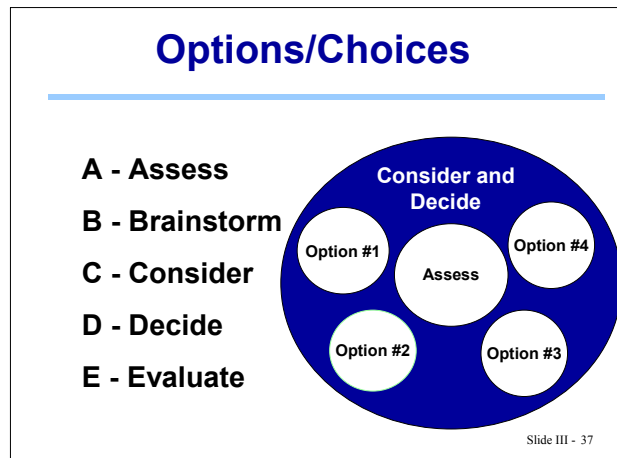 Options/Choices
A - Assess
B - Brainstorm
C - Consider
D - Decide
E - Evaluate
Consider and
Decide
Option #1
Option #4
Assess
Option #2
Option #3
Slide III - 37